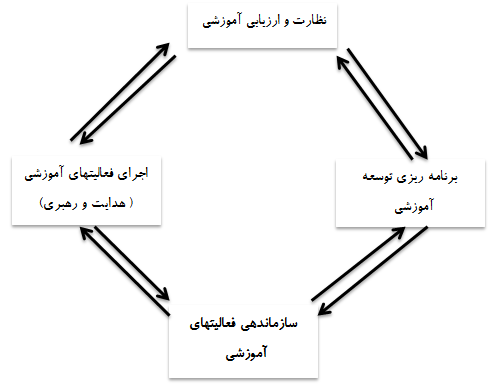 نظارت و ارزیابی آموزشی
برنامه ریزی توسعه
آموزشی
اجرای فعالیتهای آموزشی
( هدایت و رهبری)
سازماندهی فعالیتهای
آموزشی